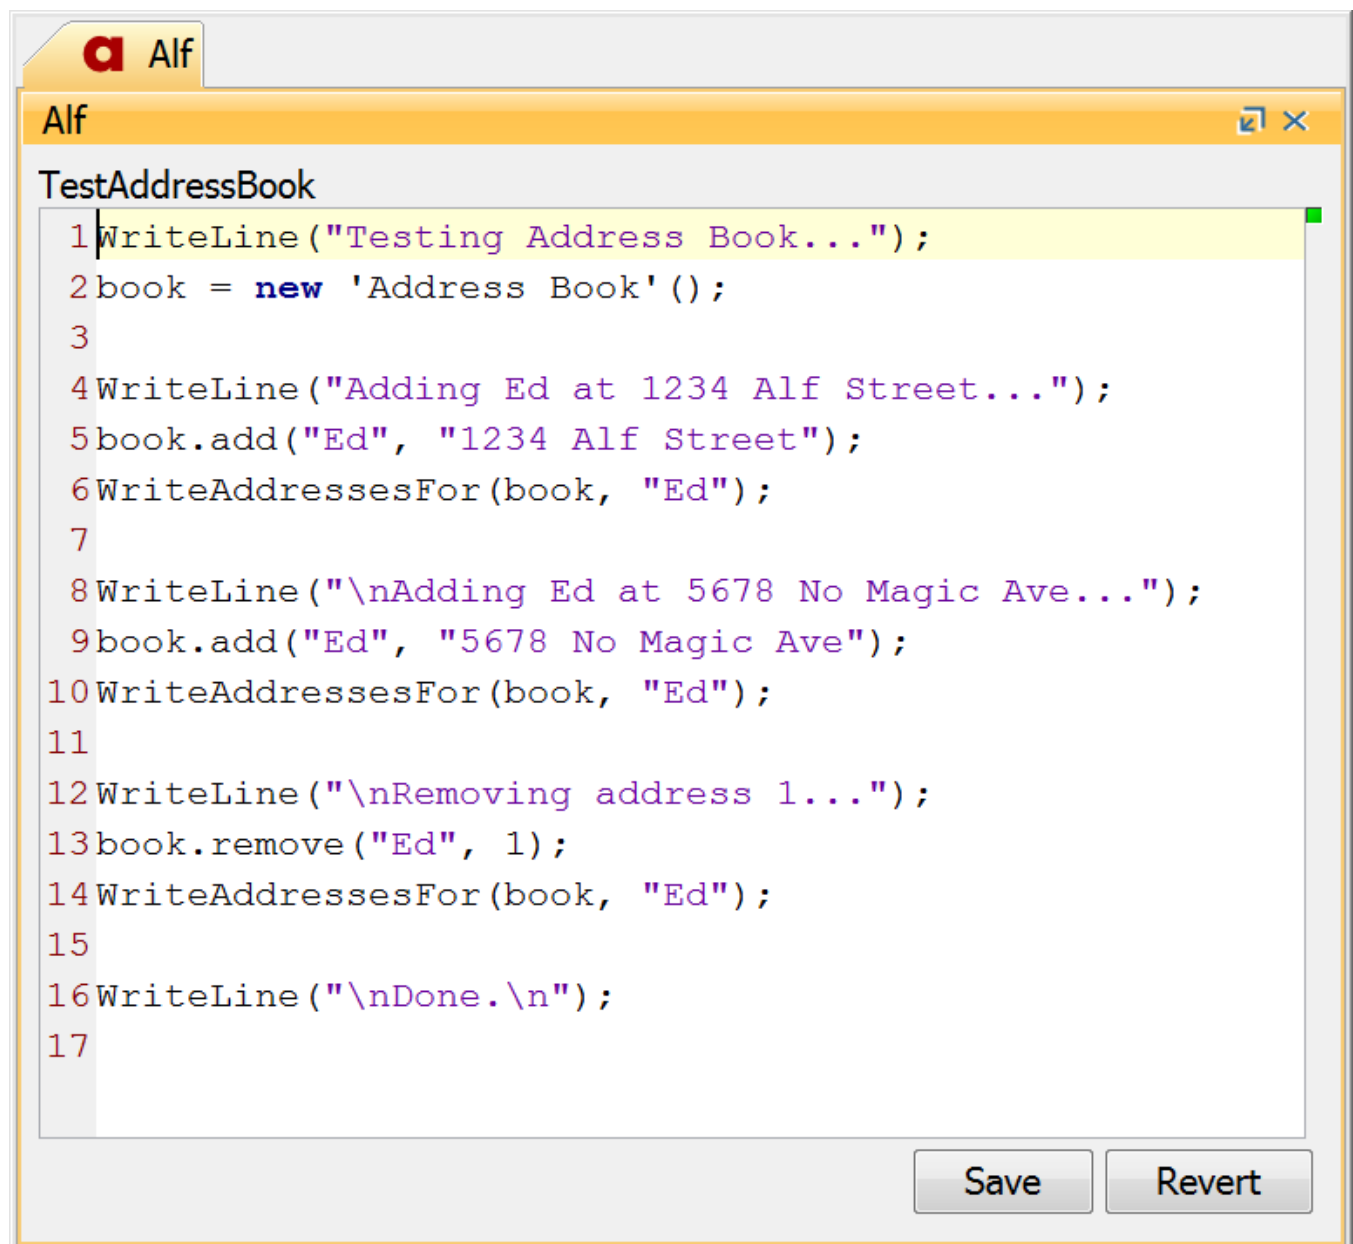 a Alf
Alf
TestAddressBook
1 WriteLine("Testing Address Book...");
2 book = new 'Address Book'();
3
4 WriteLine("Adding Ed at 1234 Alf Street...");
5 book.add("Ed", "1234 Alf Street");
6 WriteAddressesFor(book, "Ed");
7
8 WriteLine("\nAdding Ed at 5678 No Magic Ave...");
9 book.add("Ed", "5678 No Magic Ave");
10 WriteAddressesFor(book, "Ed");
11
12 WriteLine("\nRemoving address 1...");
13 book.remove("Ed", 1);
14 WriteAddressesFor(book, "Ed");
15
16 WriteLine("\nDone.\n");
17
Save Revert